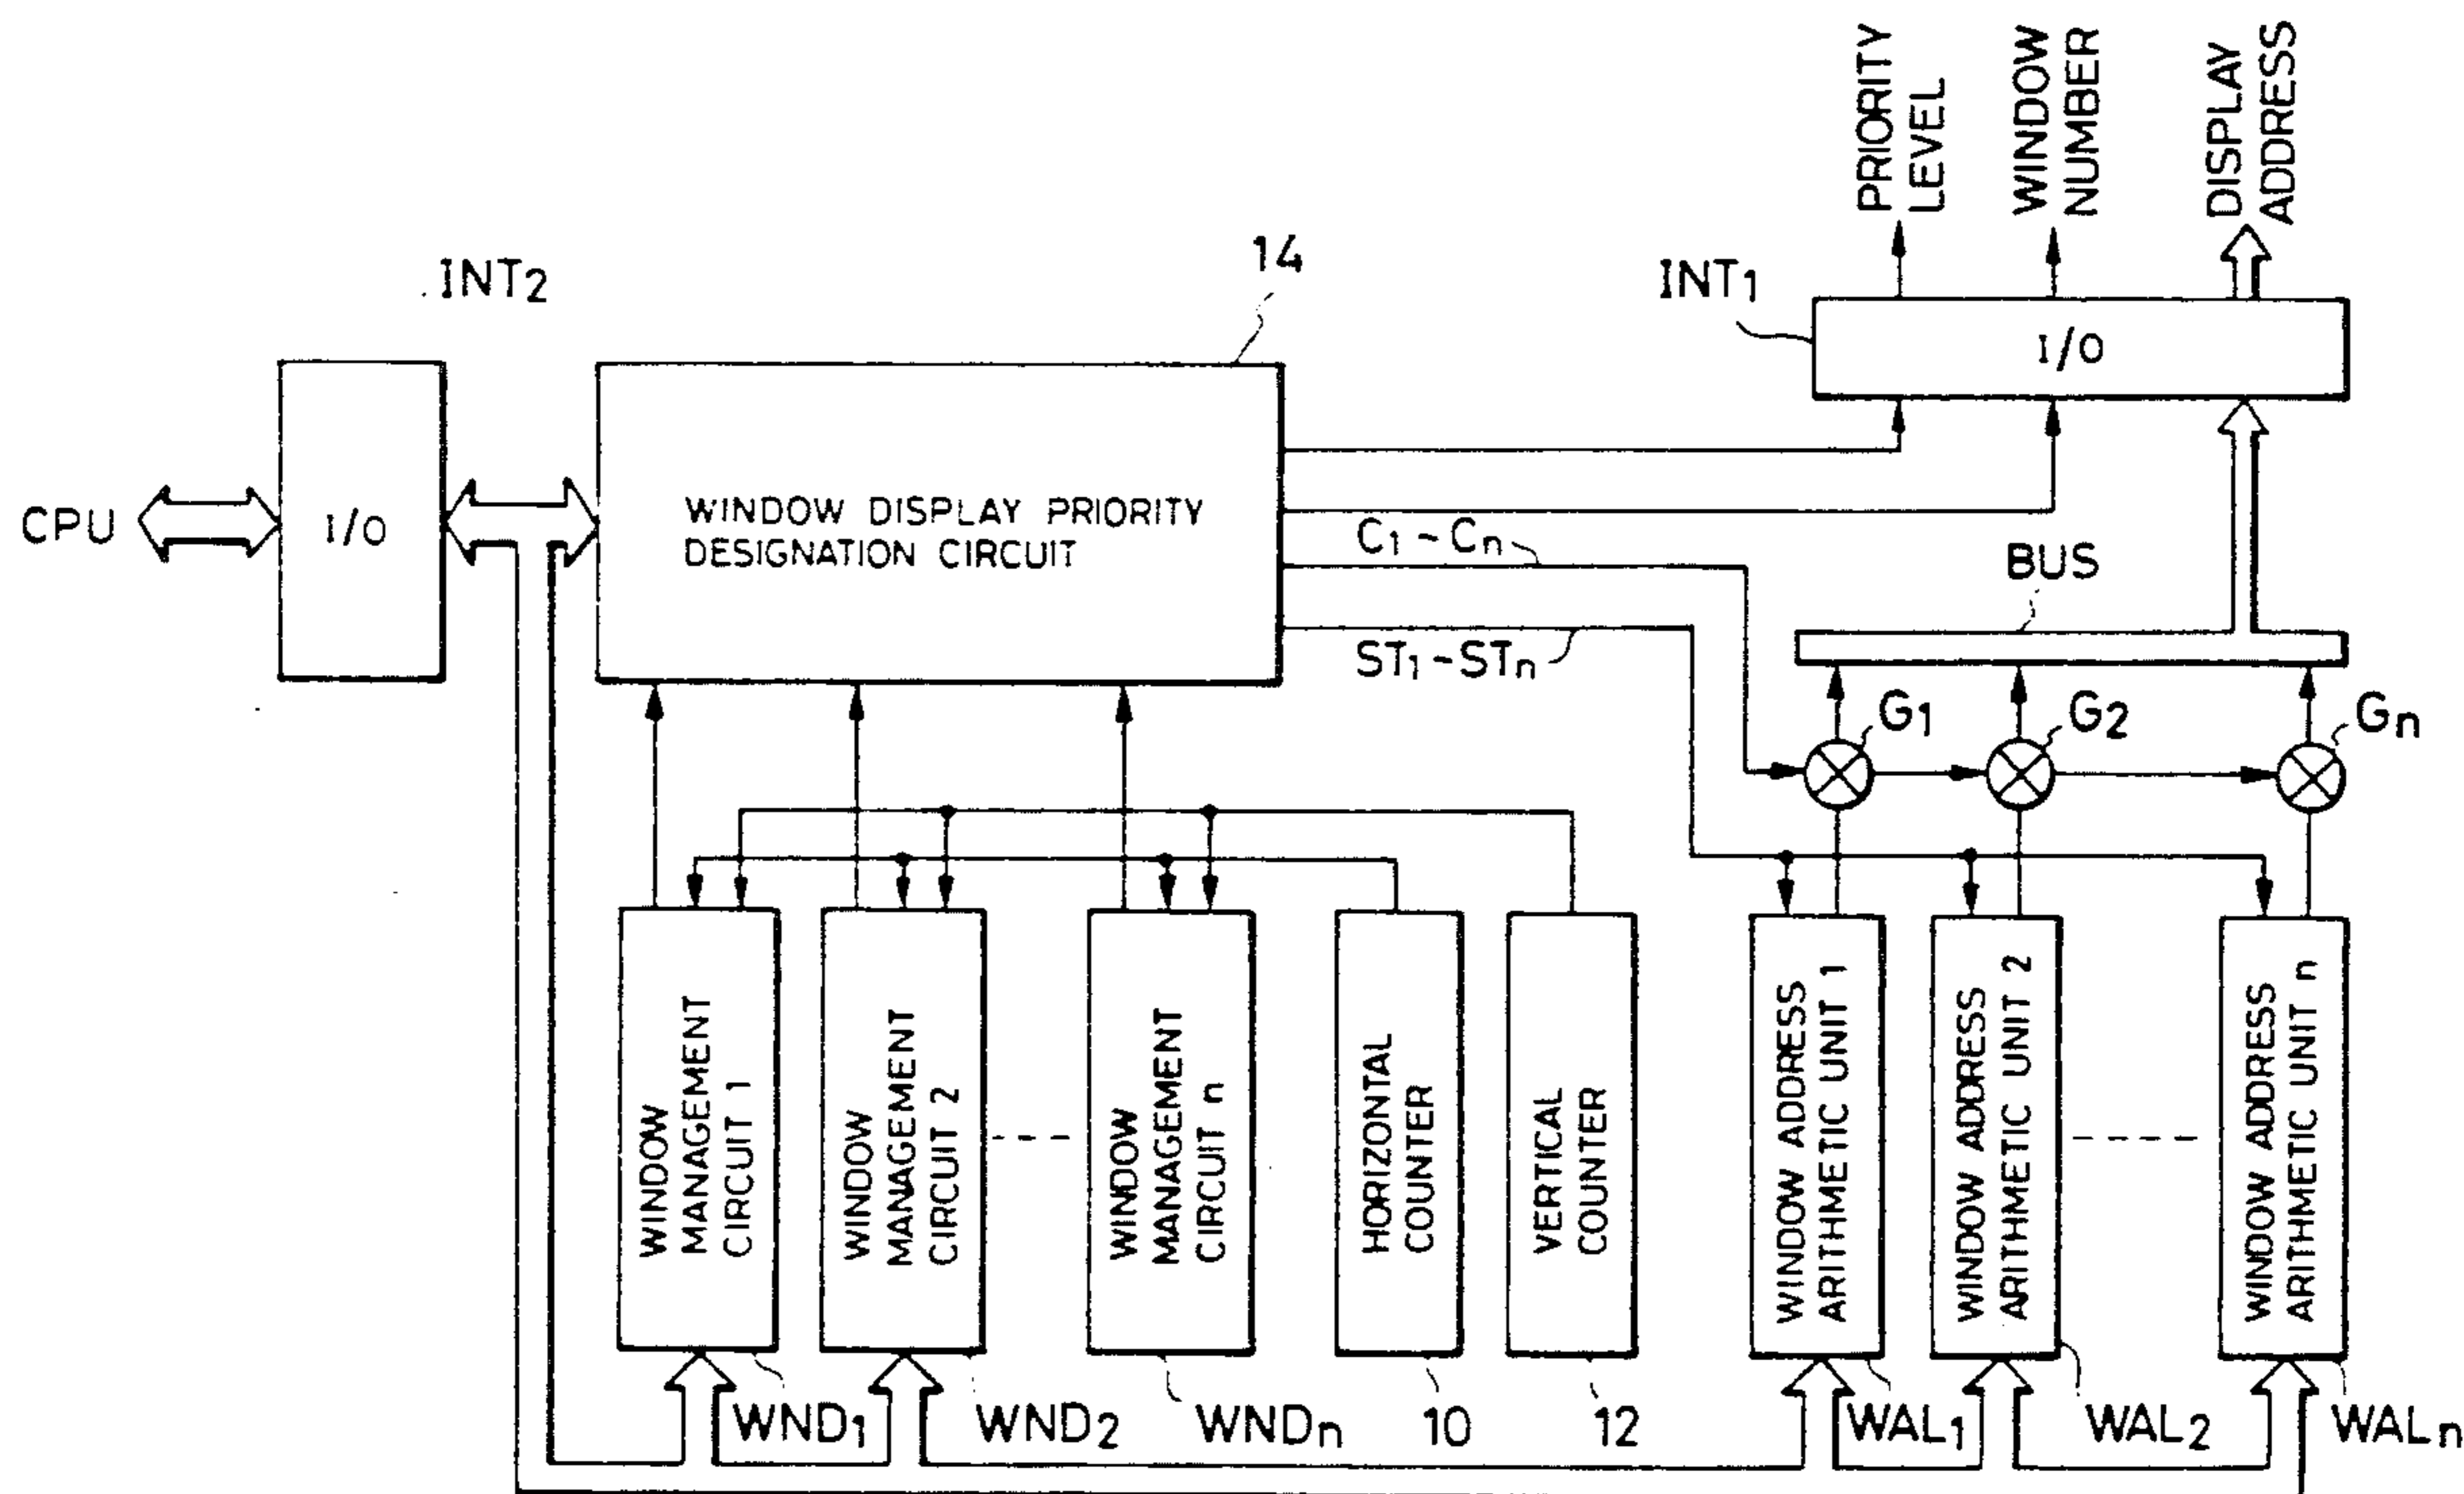 PRIORITY
LEVEL
WINDOW
NUMBER
DISPLAY
ADDRESS
INT2
14
INT1
I/O
CPU
I/O
WINDOW DISPLAY PRIORITY
DESIGNATION CIRCUIT
C1-Cn
BUS
ST1-STn
G1
G2
Gn
WINDOW
MANAGEMENT
CIRCUIT 1
WINDOW
MANAGEMENT
CIRCUIT 2
WINDOW
MANAGEMENT
CIRCUIT n
HORIZONTAL
COUNTER
VERTICAL
COUNTER
WINDOW ADDRESS
ARITHMETIC UNIT 1
WINDOW ADDRESS
ARITHMETIC UNIT 2
WINDOW ADDRESS
ARITHMETIC UNIT n
WND1
WND2
WNDn
10
12
WAL1
WAL2
WALn